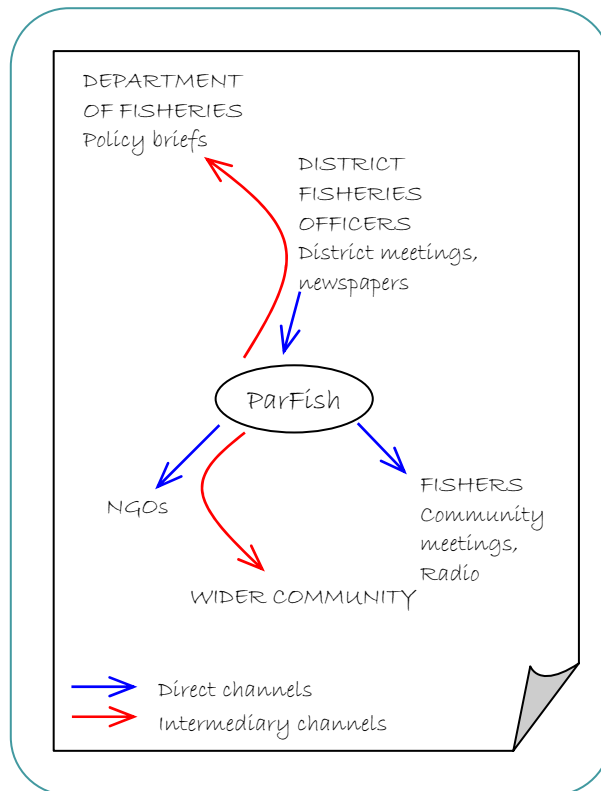 DEPARTMENT
OF FISHERIES
Policy briefs
DISTRICT
FISHERIES
OFFICERS
District meetings,
newspapers
ParFish
NGOs
FISHERS
Community
meetings,
Radio
WIDER COMMUNITY
Direct channels
Intermediary channels